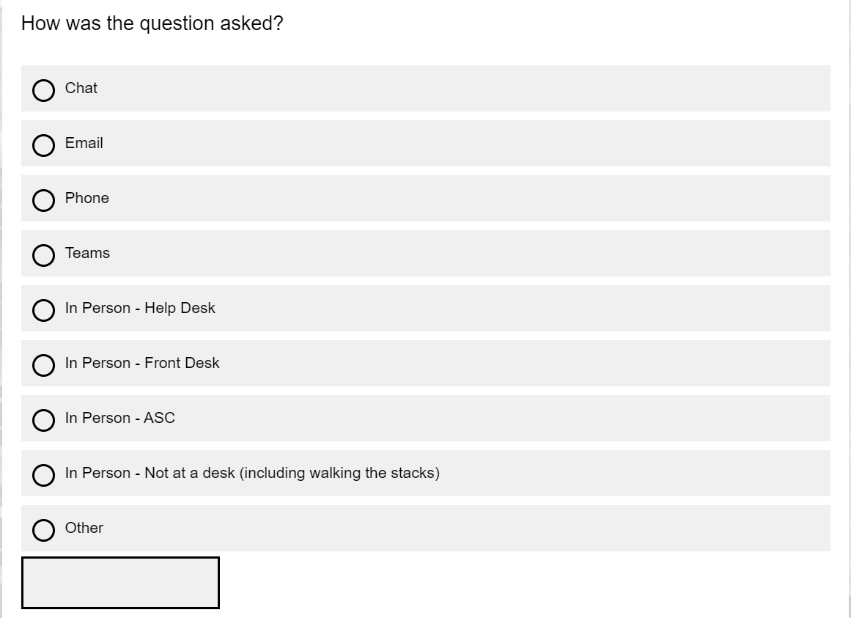 How was the question asked?
Chat
Email
Phone
Teams
In Person - Help Desk
In Person - Front Desk
In Person - ASC
In Person - Not at a desk (including walking the stacks)
Other